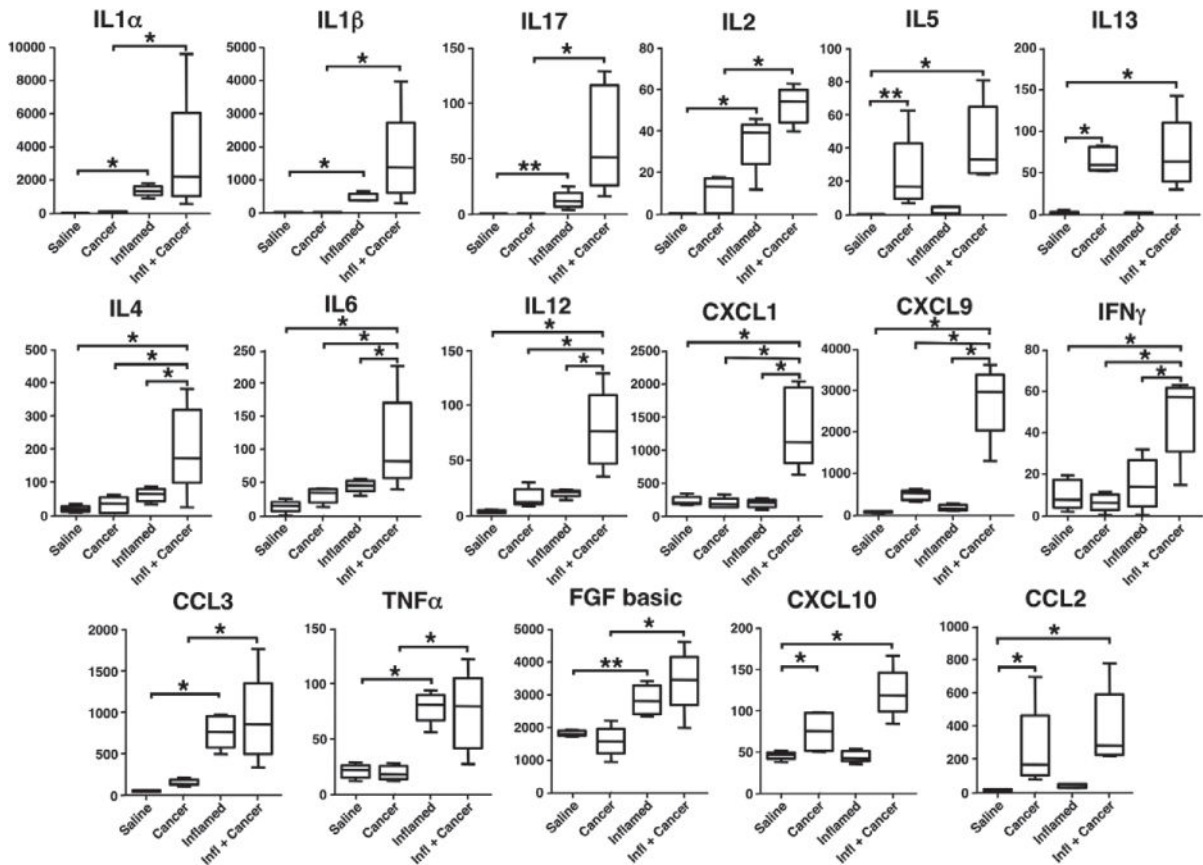 IL1α
IL1β
IL17
IL2
IL5
IL13
10000
8000
6000
4000
2000
0
*
*
Saline
Cancer
Inflamed
Infl + Cancer
5000
4000
3000
2000
1000
0
*
*
Saline
Cancer
Inflamed
Infl + Cancer
150
100
50
0
*
**
Saline
Cancer
Inflamed
Infl + Cancer
80
60
40
20
0
*
*
Saline
Cancer
Inflamed
Infl + Cancer
100
80
60
40
20
0
*
**
Saline
Cancer
Inflamed
Infl + Cancer
200
150
100
50
0
*
*
Saline
Cancer
Inflamed
Infl + Cancer
IL4
IL6
IL12
CXCL1
CXCL9
IFNγ
500
400
300
200
100
0
*
*
*
Saline
Cancer
Inflamed
Infl + Cancer
250
200
150
100
50
0
*
*
*
Saline
Cancer
Inflamed
Infl + Cancer
150
100
50
0
*
*
*
Saline
Cancer
Inflamed
Infl + Cancer
2500
2000
1500
1000
500
0
*
*
*
Saline
Cancer
Inflamed
Infl + Cancer
4000
3000
2000
1000
0
*
*
*
Saline
Cancer
Inflamed
Infl + Cancer
80
60
40
20
0
*
*
*
Saline
Cancer
Inflamed
Infl + Cancer
CCL3
TNFα
FGF basic
CXCL10
CCL2
2000
1500
1000
500
0
*
*
Saline
Cancer
Inflamed
Infl + Cancer
150
100
50
0
*
*
Saline
Cancer
Inflamed
Infl + Cancer
5000
4000
3000
2000
1000
0
*
**
Saline
Cancer
Inflamed
Infl + Cancer
200
150
100
50
0
*
*
Saline
Cancer
Inflamed
Infl + Cancer
1000
800
600
400
200
0
*
*
Saline
Cancer
Inflamed
Infl + Cancer